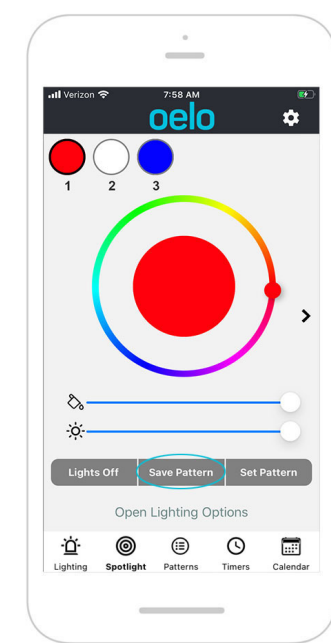 Verizon 7:58 AM
oelo
1 2 3
Lights Off Save Pattern Set Pattern
Open Lighting Options
Lighting Spotlight Patterns Timers Calendar